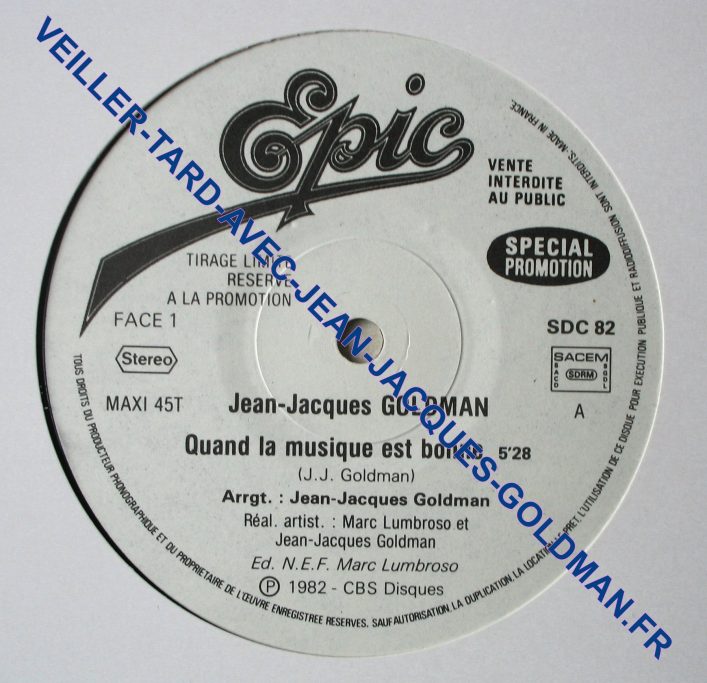 Epic
VENTE
INTERDITE
AU PUBLIC
SPECIAL
PROMOTION
TIRAGE LIMITÉ
RESERVE
A LA PROMOTION
FACE 1
SDC 82
Stereo
SACEM
SACD
SDRM
SGDL
MAXI 45T
A
Jean-Jacques GOLDMAN
Quand la musique est bonne 5'28
(J.J. Goldman)
Arrgt. : Jean-Jacques Goldman
Réal. artist. : Marc Lumbroso et
Jean-Jacques Goldman
Ed. N.E.F. Marc Lumbroso
Ⓟ 1982 - CBS Disques
TOUS DROITS DU PRODUCTEUR PHONOGRAPHIQUE ET DU PROPRIETAIRE DE L'ŒUVRE ENREGISTREE RESERVES. SAUF AUTORISATION, LA DUPLICATION, LA LOCATION, LE PRET, L'UTILISATION DE CE DISQUE POUR EXECUTION PUBLIQUE ET RADIODIFFUSION SONT INTERDITS. MADE IN FRANCE.
VEILLER-TARD-AVEC-JEAN-JACQUES-GOLDMAN.FR